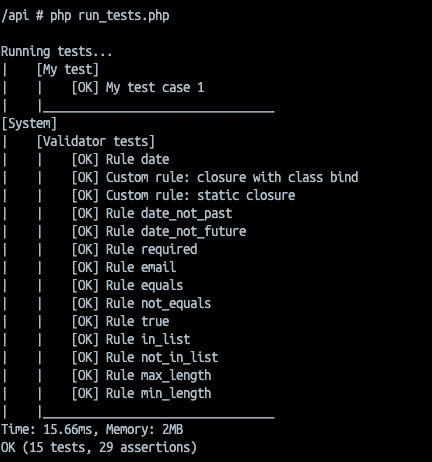 /api # php run_tests.php
Running tests...
|    [My test]
|    |    [OK] My test case 1
|    |_________________________________
[System]
|    [Validator tests]
|    |    [OK] Rule date
|    |    [OK] Custom rule: closure with class bind
|    |    [OK] Custom rule: static closure
|    |    [OK] Rule date_not_past
|    |    [OK] Rule date_not_future
|    |    [OK] Rule required
|    |    [OK] Rule email
|    |    [OK] Rule equals
|    |    [OK] Rule not_equals
|    |    [OK] Rule true
|    |    [OK] Rule in_list
|    |    [OK] Rule not_in_list
|    |    [OK] Rule max_length
|    |    [OK] Rule min_length
|    |_________________________________
Time: 15.66ms, Memory: 2MB
OK (15 tests, 29 assertions)